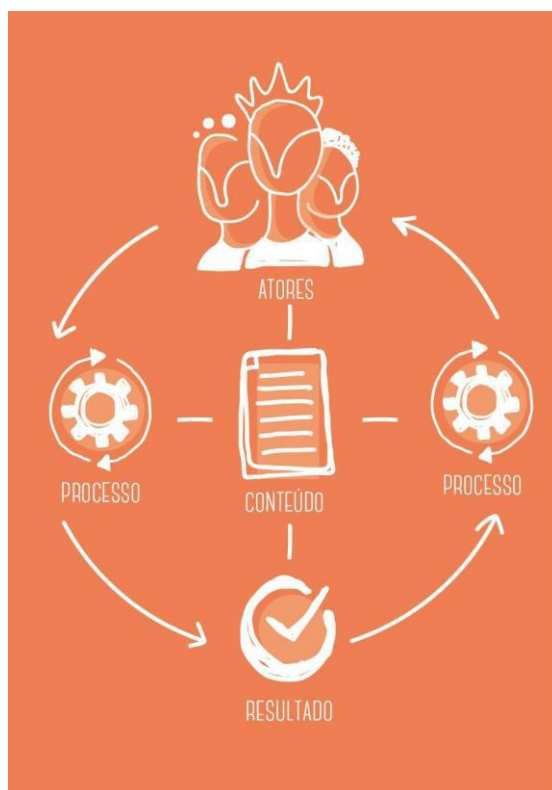 ATORES
PROCESSO
CONTEÚDO
PROCESSO
RESULTADO